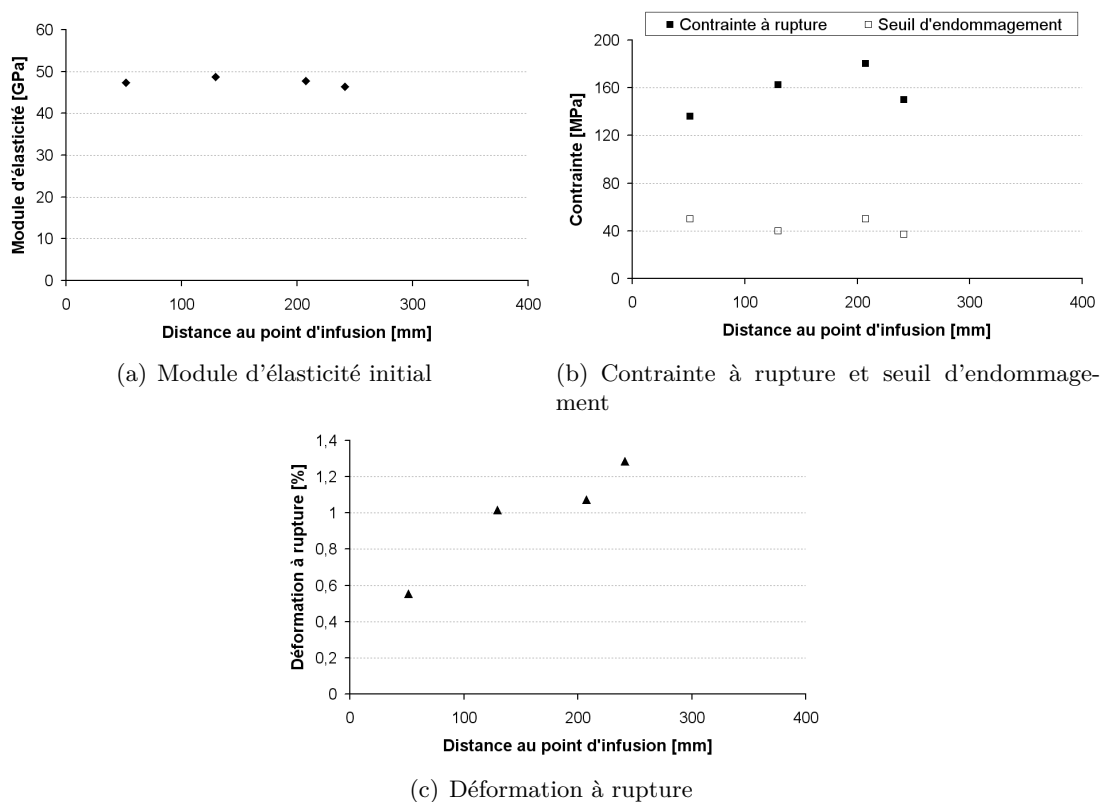 60
50
40
30
20
10
0
0 100 200 300 400
Module d'élasticité [GPa]
Distance au point d'infusion [mm]
(a) Module d'élasticité initial
Contrainte à rupture Seuil d'endommagement
200
160
120
80
40
0
0 100 200 300 400
Contrainte [MPa]
Distance au point d'infusion [mm]
(b) Contrainte à rupture et seuil d'endommage-
ment
1,4
1,2
1
0,8
0,6
0,4
0,2
0
0 100 200 300 400
Déformation à rupture [%]
Distance au point d'infusion [mm]
(c) Déformation à rupture